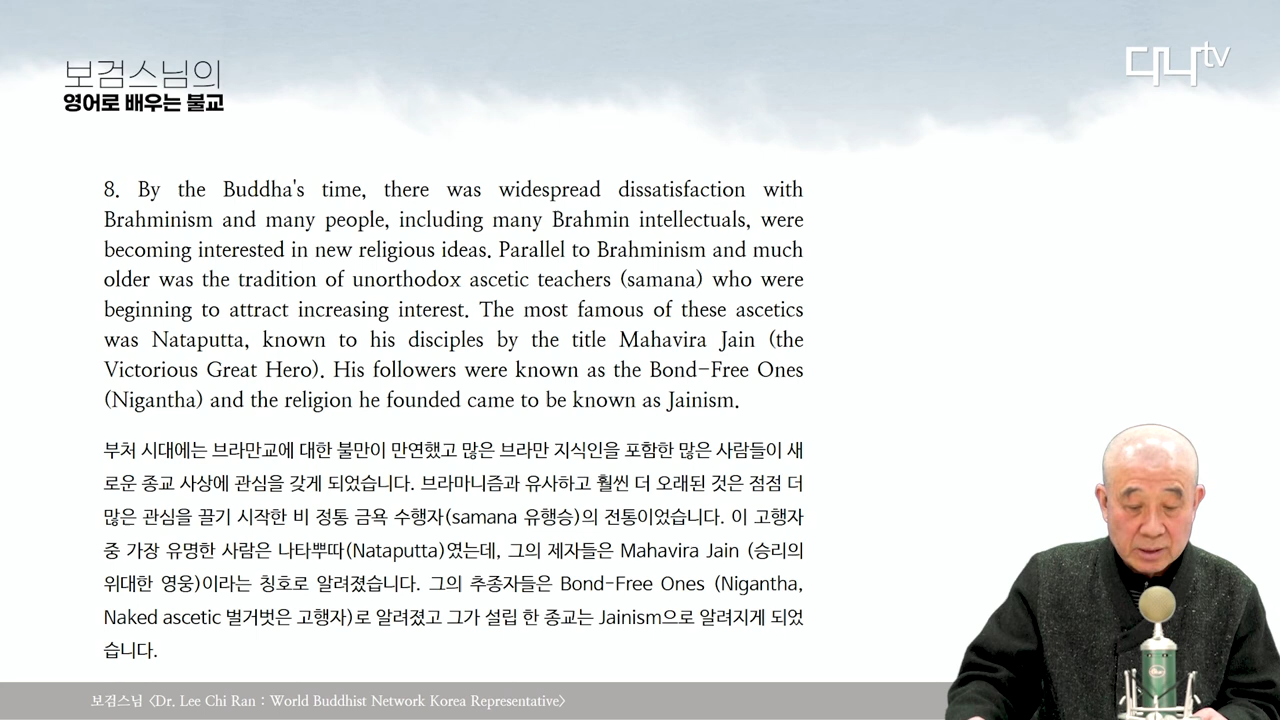 보검스님의
영어로 배우는 불교
다나tv
8. By the Buddha's time, there was widespread dissatisfaction with
Brahminism and many people, including many Brahmin intellectuals, were
becoming interested in new religious ideas. Parallel to Brahminism and much
older was the tradition of unorthodox ascetic teachers (samana) who were
beginning to attract increasing interest. The most famous of these ascetics
was Nataputta, known to his disciples by the title Mahavira Jain (the
Victorious Great Hero). His followers were known as the Bond-Free Ones
(Nigantha) and the religion he founded came to be known as Jainism.
부처 시대에는 브라만교에 대한 불만이 만연했고 많은 브라만 지식인을 포함한 많은 사람들이 새
로운 종교 사상에 관심을 갖게 되었습니다. 브라마니즘과 유사하고 훨씬 더 오래된 것은 점점 더
많은 관심을 끌기 시작한 비 정통 금욕 수행자(samana 유행승)의 전통이었습니다. 이 고행자
중 가장 유명한 사람은 나타뿌따(Nataputta)였는데, 그의 제자들은 Mahavira Jain (승리의
위대한 영웅)이라는 칭호로 알려졌습니다. 그의 추종자들은 Bond-Free Ones (Nigantha,
Naked ascetic 벌거벗은 고행자)로 알려졌고 그가 설립 한 종교는 Jainism으로 알려지게 되었
습니다.
보검스님 <Dr. Lee Chi Ran : World Buddhist Network Korea Representative>